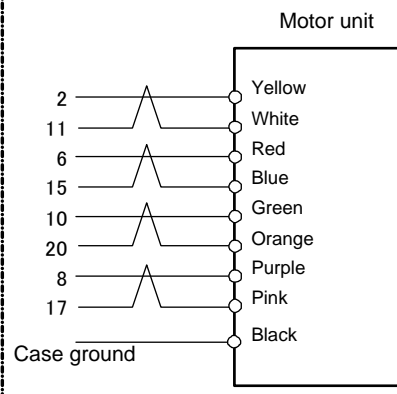 Motor unit
2 Yellow
11 White
6 Red
15 Blue
10 Green
20 Orange
8 Purple
17 Pink
Black
Case ground